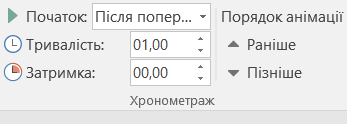 Початок: Після попер... Порядок анімації
Тривалість: 01,00 Раніше
Затримка: 00,00 Пізніше
Хронометраж